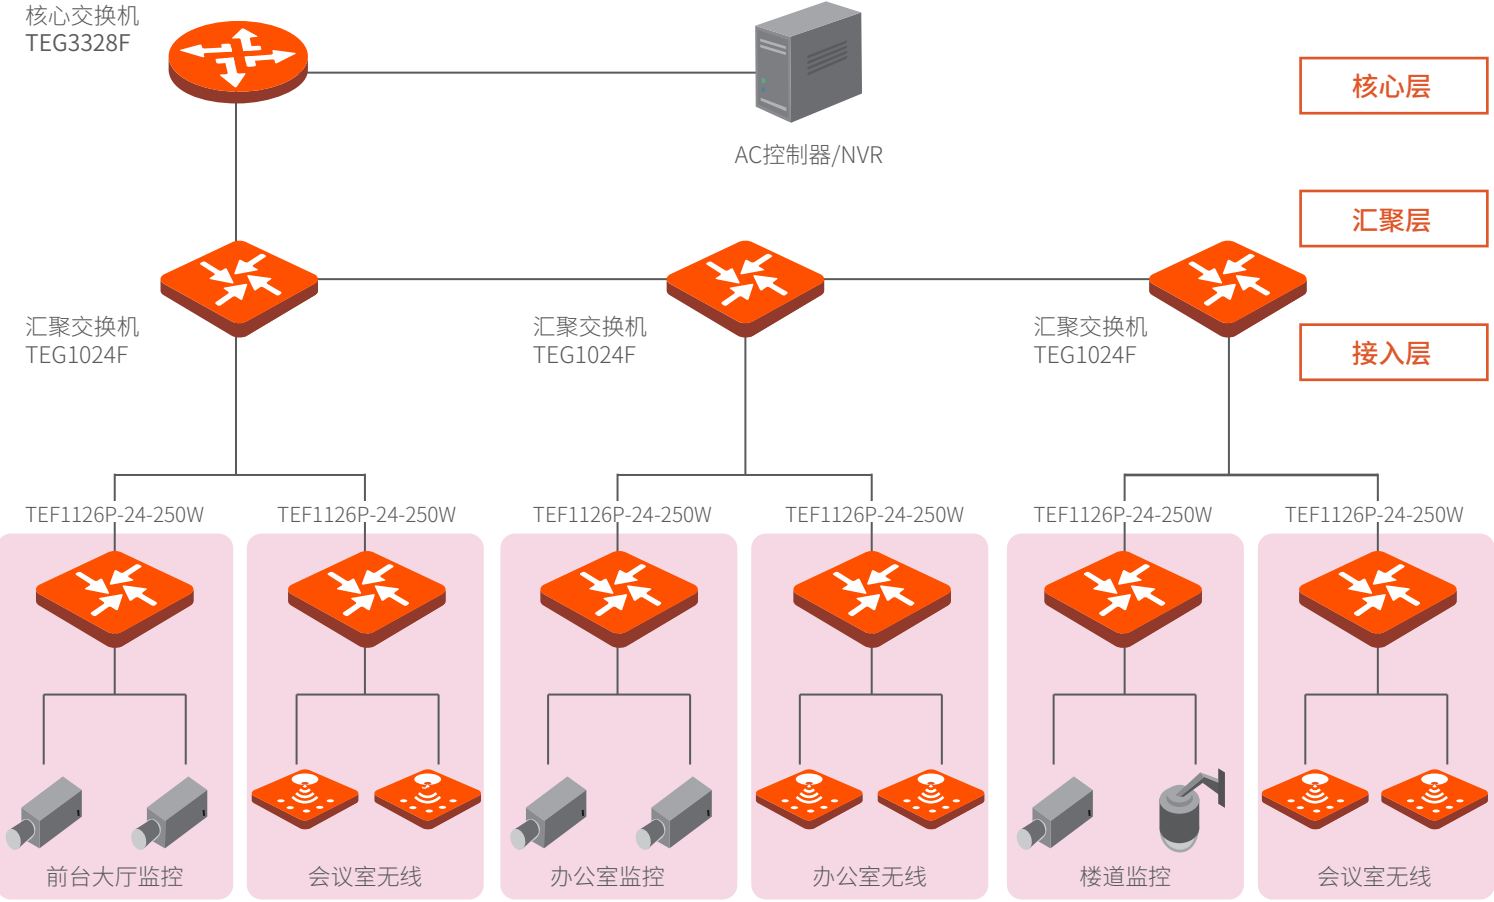 核心交换机
TEG3328F
AC控制器/NVR
核心层
汇聚层
接入层
汇聚交换机
TEG1024F
汇聚交换机
TEG1024F
汇聚交换机
TEG1024F
TEF1126P-24-250W
TEF1126P-24-250W
TEF1126P-24-250W
TEF1126P-24-250W
TEF1126P-24-250W
TEF1126P-24-250W
前台大厅监控
会议室无线
办公室监控
办公室无线
楼道监控
会议室无线